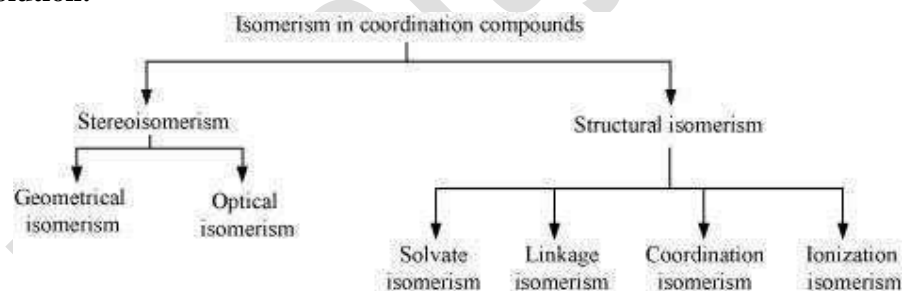 Isomerism in coordination compounds
Stereoisomerism
Structural isomerism
Geometrical
isomerism
Optical
isomerism
Solvate
isomerism
Linkage
isomerism
Coordination
isomerism
Ionization
isomerism